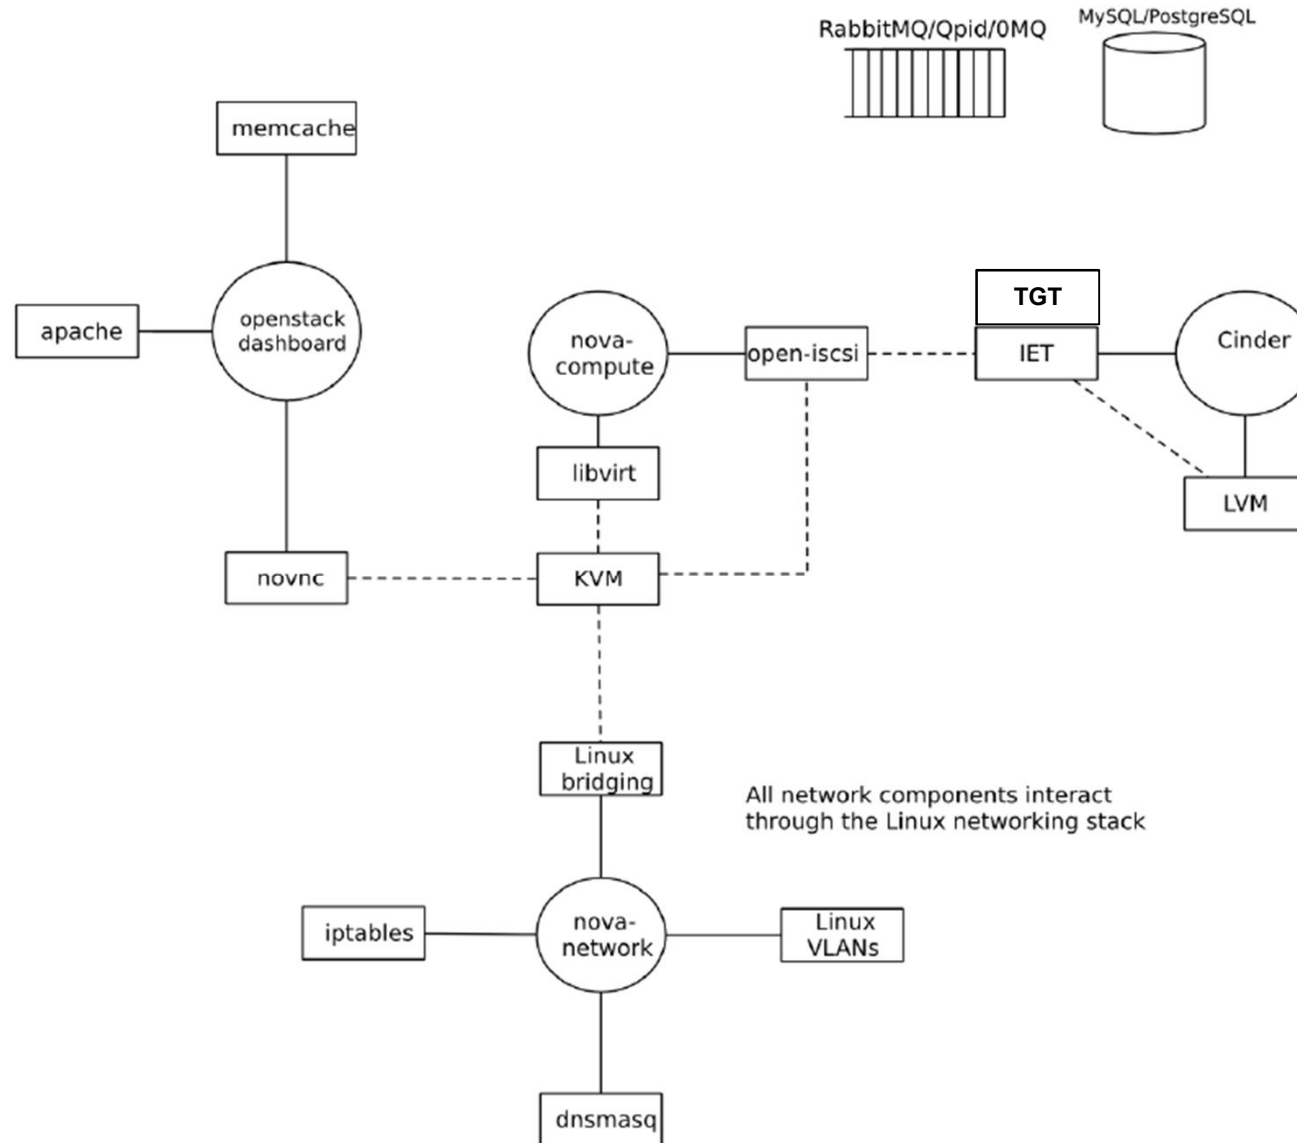 RabbitMQ/Qpid/0MQ
MySQL/PostgreSQL
memcache
apache
openstack
dashboard
nova-
compute
open-iscsi
TGT
IET
Cinder
libvirt
LVM
novnc
KVM
Linux
bridging
All network components interact
through the Linux networking stack
iptables
nova-
network
Linux
VLANs
dnsmasq